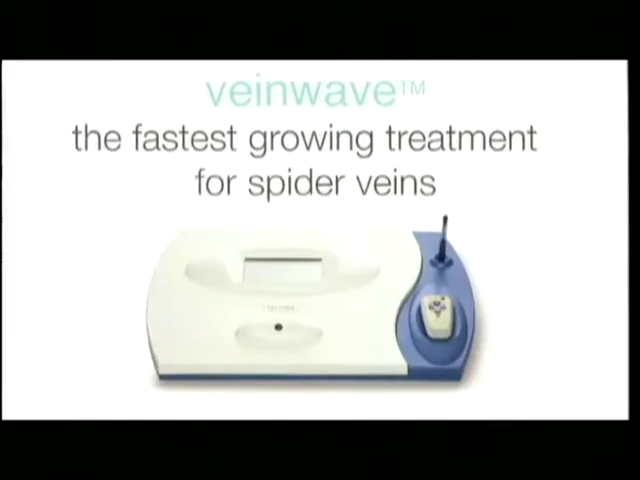 veinwave™
the fastest growing treatment
for spider veins